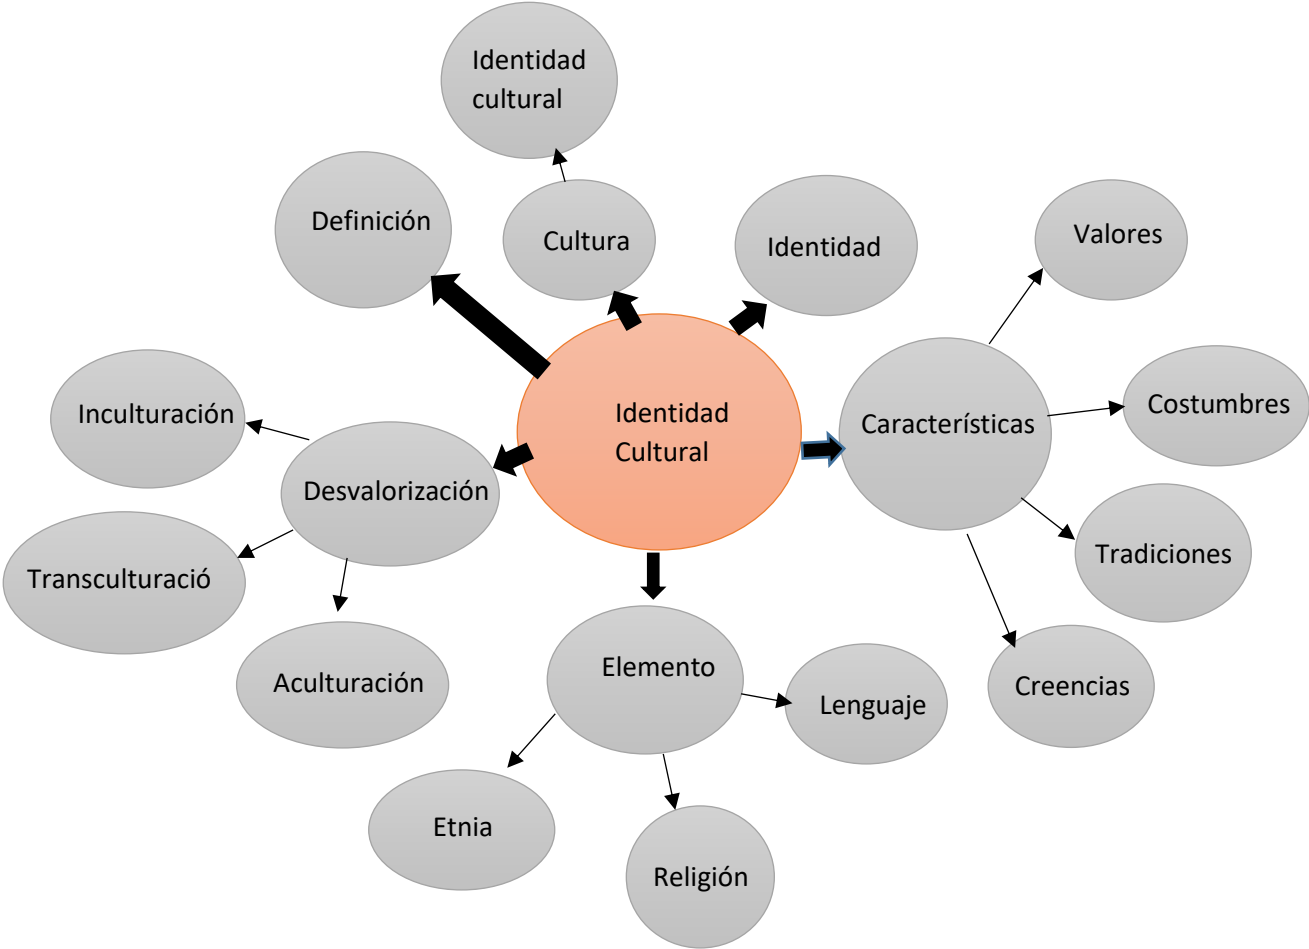 Identidad
cultural
Definición
Cultura
Identidad
Valores
Inculturación
Identidad
Cultural
Características
Costumbres
Desvalorización
Transculturació
Tradiciones
Aculturación
Elemento
Lenguaje
Creencias
Etnia
Religión